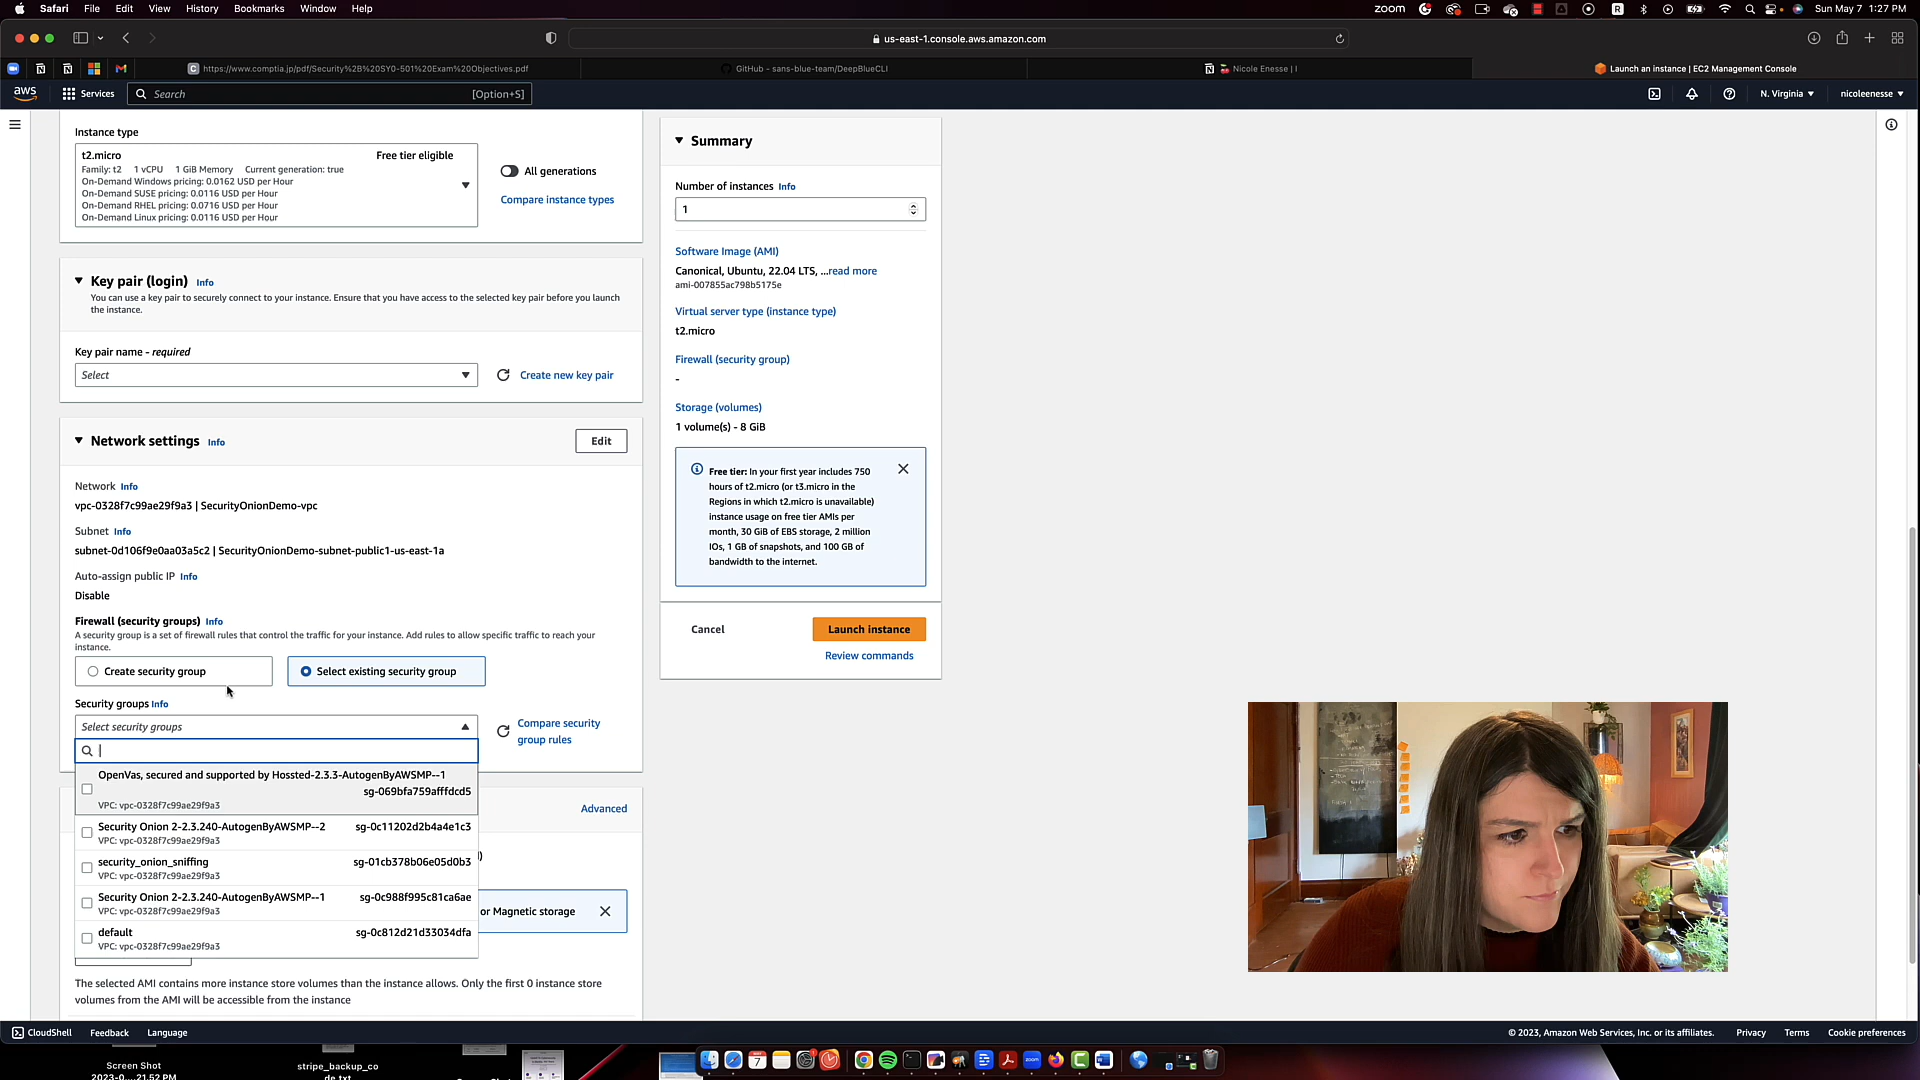 Safari File Edit View History Bookmarks Window Help
zoom
Sun May 7 1:27 PM
us-east-1.console.aws.amazon.com
https://www.comptia.jp/pdf/Security%2B%20SY0-501%20Exam%20Objectives.pdf
GitHub - sans-blue-team/DeepBlueCLI
Nicole Enesse | I
Launch an instance | EC2 Management Console
aws
Services
Search
[Option+S]
N. Virginia
nicoleenesse
Instance type
t2.micro
Free tier eligible
Family: t2 1 vCPU 1 GiB Memory Current generation: true
On-Demand Windows pricing: 0.0162 USD per Hour
On-Demand SUSE pricing: 0.0116 USD per Hour
On-Demand RHEL pricing: 0.0716 USD per Hour
On-Demand Linux pricing: 0.0116 USD per Hour
All generations
Compare instance types
Key pair (login) Info
You can use a key pair to securely connect to your instance. Ensure that you have access to the selected key pair before you launch
the instance.
Key pair name - required
Select
Create new key pair
Network settings Info
Edit
Network Info
vpc-0328f7c99ae29f9a3 | SecurityOnionDemo-vpc
Subnet Info
subnet-0d106f9e0aa03a5c2 | SecurityOnionDemo-subnet-public1-us-east-1a
Auto-assign public IP Info
Disable
Firewall (security groups) Info
A security group is a set of firewall rules that control the traffic for your instance. Add rules to allow specific traffic to reach your
instance.
Create security group
Select existing security group
Security groups Info
Select security groups
Compare security
group rules
OpenVas, secured and supported by Hossted-2.3.3-AutogenByAWSMP--1
sg-069bfa759afffdcd5
VPC: vpc-0328f7c99ae29f9a3
Security Onion 2-2.3.240-AutogenByAWSMP--2 sg-0c11202d2b4a4e1c3
VPC: vpc-0328f7c99ae29f9a3
security_onion_sniffing sg-01cb378b06e05d0b3
VPC: vpc-0328f7c99ae29f9a3
Security Onion 2-2.3.240-AutogenByAWSMP--1 sg-0c988f995c81ca6ae
VPC: vpc-0328f7c99ae29f9a3
default sg-0c812d21d33034dfa
VPC: vpc-0328f7c99ae29f9a3
Advanced
)
or Magnetic storage
The selected AMI contains more instance store volumes than the instance allows. Only the first 0 instance store
volumes from the AMI will be accessible from the instance
Summary
Number of instances Info
1
Software Image (AMI)
Canonical, Ubuntu, 22.04 LTS, ...read more
ami-007855ac798b5175e
Virtual server type (instance type)
t2.micro
Firewall (security group)
-
Storage (volumes)
1 volume(s) - 8 GiB
Free tier: In your first year includes 750
hours of t2.micro (or t3.micro in the
Regions in which t2.micro is unavailable)
instance usage on free tier AMIs per
month, 30 GiB of EBS storage, 2 million
IOs, 1 GB of snapshots, and 100 GB of
bandwidth to the internet.
Cancel
Launch instance
Review commands
CloudShell Feedback Language
© 2023, Amazon Web Services, Inc. or its affiliates. Privacy Terms Cookie preferences
Screen Shot
stripe_backup_co